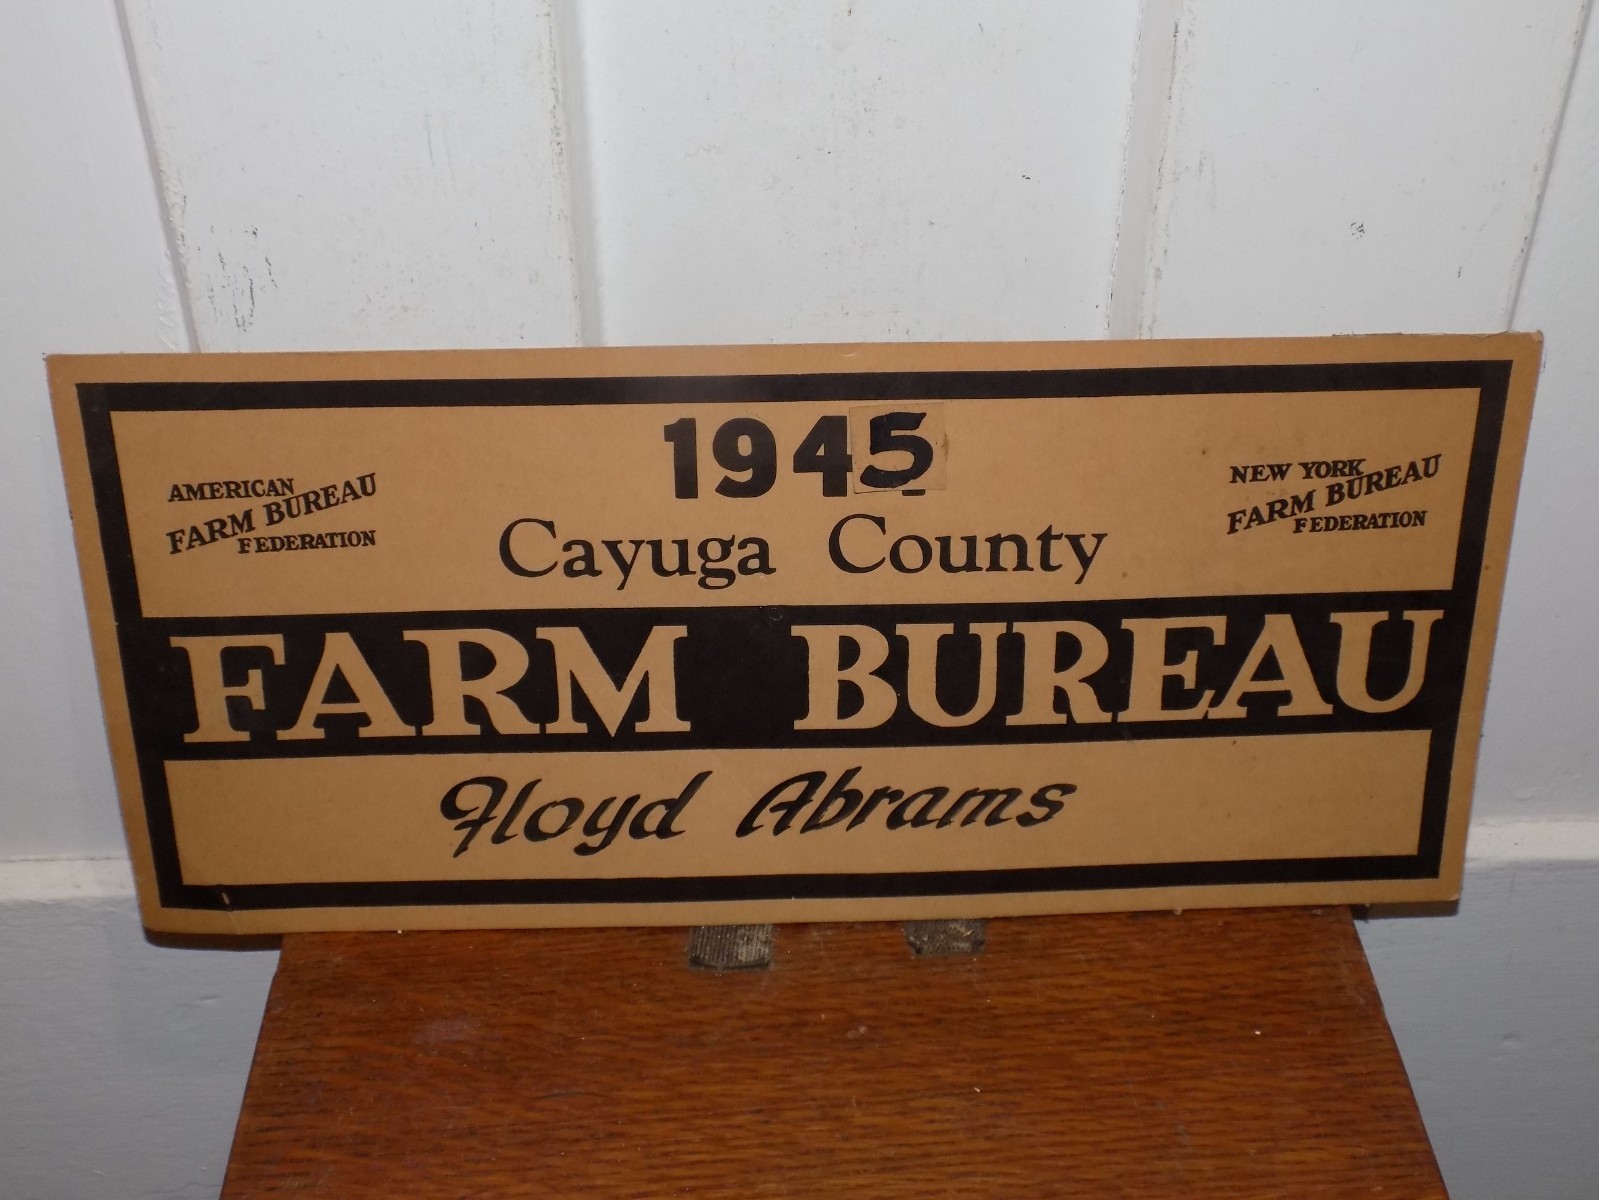 1945
AMERICAN
FARM BUREAU
FEDERATION
NEW YORK
FARM BUREAU
FEDERATION
Cayuga County
FARM BUREAU
Floyd Abrams